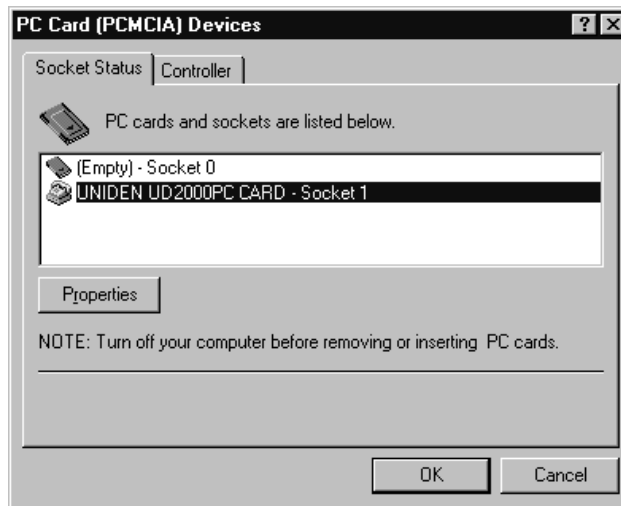 PC Card (PCMCIA) Devices
Socket Status
Controller
PC cards and sockets are listed below.
(Empty) - Socket 0
UNIDEN UD2000PC CARD - Socket 1
Properties
NOTE: Turn off your computer before removing or inserting PC cards.
OK
Cancel